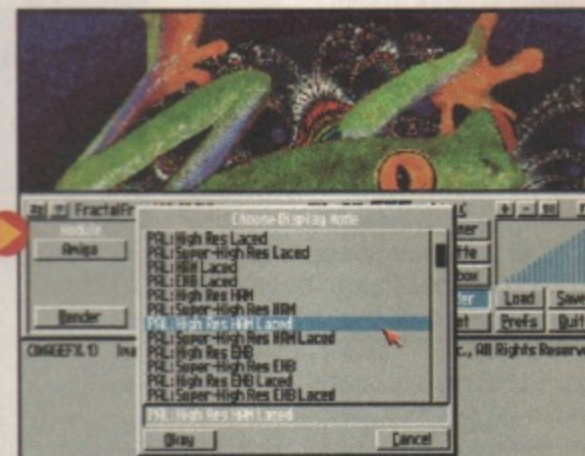 FractalFr
Choose Display Mode
module
Amiga
Render
PAL:High Res Laced
PAL:Super-High Res Laced
PAL:HAM Laced
PAL:EHB Laced
PAL:High Res HAM
PAL:Super-High Res HAM
PAL:High Res HAM Laced
PAL:Super-High Res HAM Laced
PAL:High Res EHB
PAL:Super-High Res EHB
PAL:High Res EHB Laced
PAL:Super-High Res EHB Laced
PAL:High Res HAM Laced
Okay
Cancel
Load
Prefs
Quit
c., All Rights Reserve